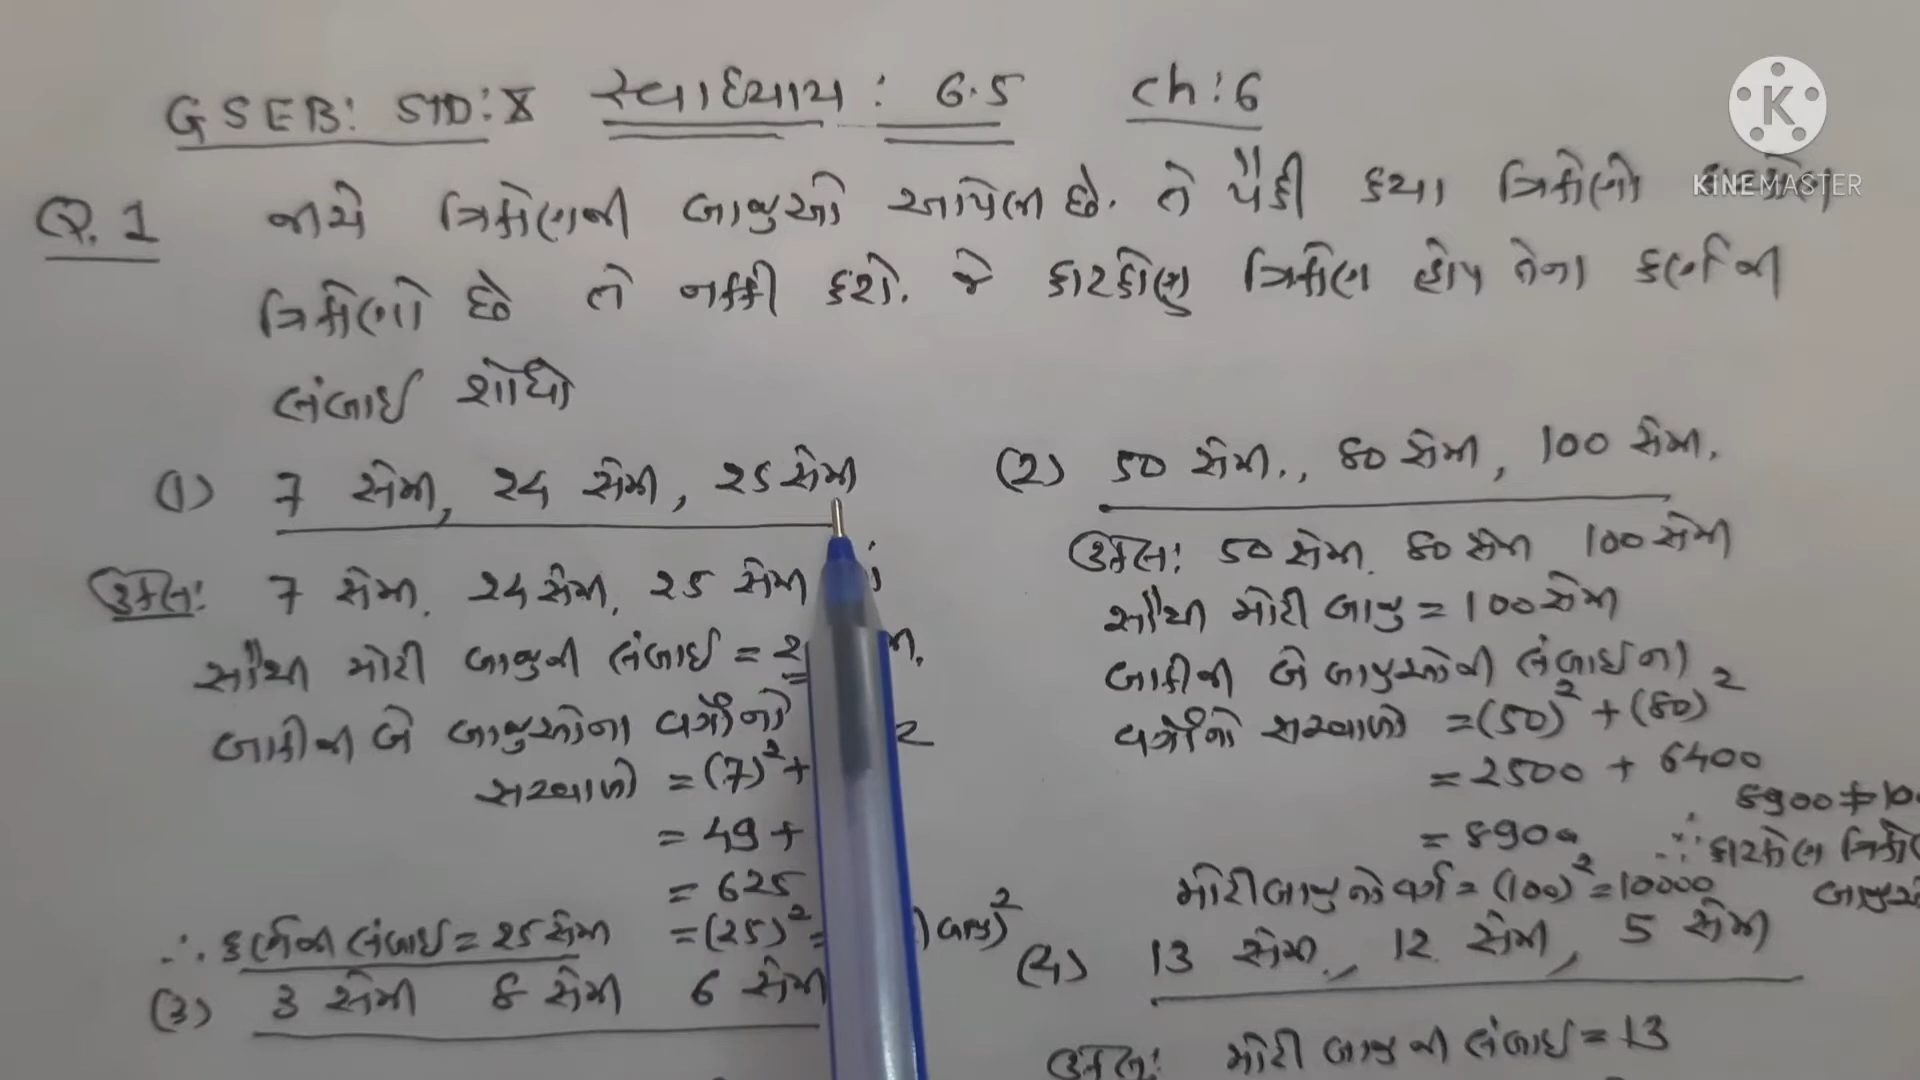 GSEB: STD: X સ્વાધ્યાય : 6.5 ch: 6
K
KINEMASTER
Q. 1 નીચે ત્રિકોણની બાજુઓ આપેલ છે. તે પૈકી કયા ત્રિકોણો
ત્રિકોણો છે તે નક્કી કરો. જે કાટકોણ ત્રિકોણ હોય તેના કર્ણની
લંબાઈ શોધો
(1) 7 સેમી, 24 સેમી, 25 સેમી
ઉકેલ: 7 સેમી. 24 સેમી. 25 સેમી
સૌથી મોટી બાજુની લંબાઈ =
બાકીની બે બાજુઓના વર્ગોનો
સરવાળો = (7)² +
= 49 +
= 625
= (25)² =
∴ કર્ણની લંબાઈ = 25 સેમી
(3) 3 સેમી 8 સેમી 6 સેમી
(2) 50 સેમી., 80 સેમી, 100 સેમી.
ઉકેલ: 50 સેમી. 80 સેમી 100 સેમી
સૌથી મોટી બાજુ = 100 સેમી
બાકીની બે બાજુઓની લંબાઈના
વર્ગોનો સરવાળો = (50)² + (80)²
= 2500 + 6400
= 8900
8900 ≠ 10
∴ કાટકોણ
મોટી બાજુનો વર્ગ = (100)² = 10000
(4) 13 સેમી., 12 સેમી, 5 સેમી
ઉકેલ: મોટી બાજુની લંબાઈ = 13